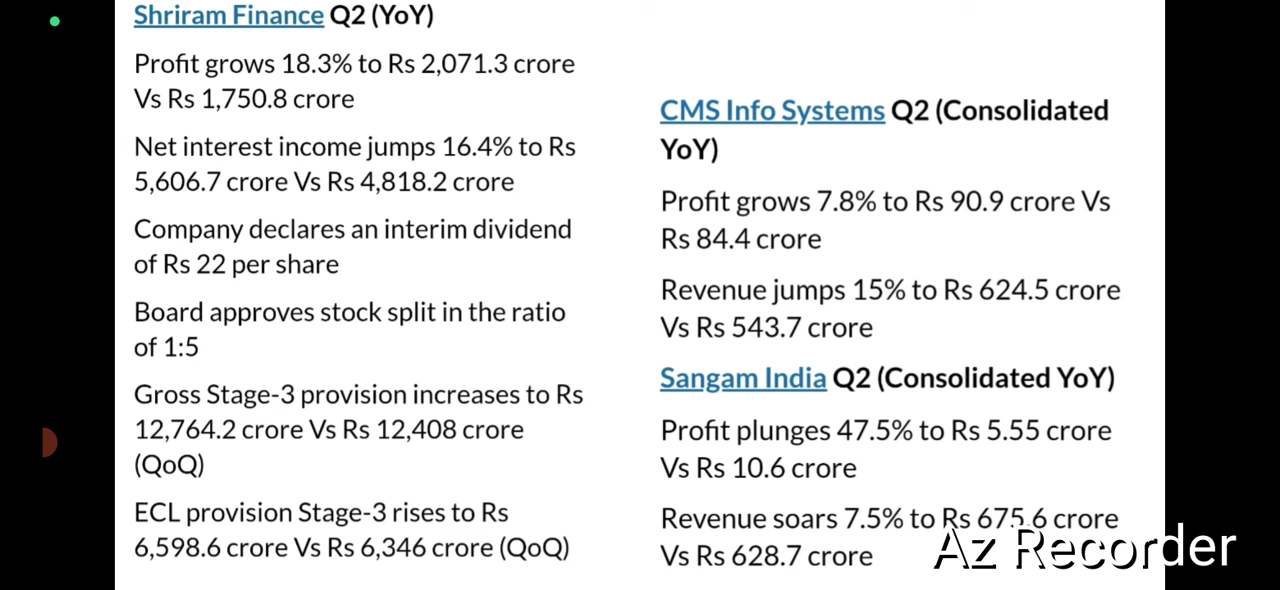 Shriram Finance Q2 (YoY)
Profit grows 18.3% to Rs 2,071.3 crore
Vs Rs 1,750.8 crore
Net interest income jumps 16.4% to Rs
5,606.7 crore Vs Rs 4,818.2 crore
Company declares an interim dividend
of Rs 22 per share
Board approves stock split in the ratio
of 1:5
Gross Stage-3 provision increases to Rs
12,764.2 crore Vs Rs 12,408 crore
(QoQ)
ECL provision Stage-3 rises to Rs
6,598.6 crore Vs Rs 6,346 crore (QoQ)
CMS Info Systems Q2 (Consolidated
YoY)
Profit grows 7.8% to Rs 90.9 crore Vs
Rs 84.4 crore
Revenue jumps 15% to Rs 624.5 crore
Vs Rs 543.7 crore
Sangam India Q2 (Consolidated YoY)
Profit plunges 47.5% to Rs 5.55 crore
Vs Rs 10.6 crore
Revenue soars 7.5% to Rs 675.6 crore
Vs Rs 628.7 crore
Az Recorder